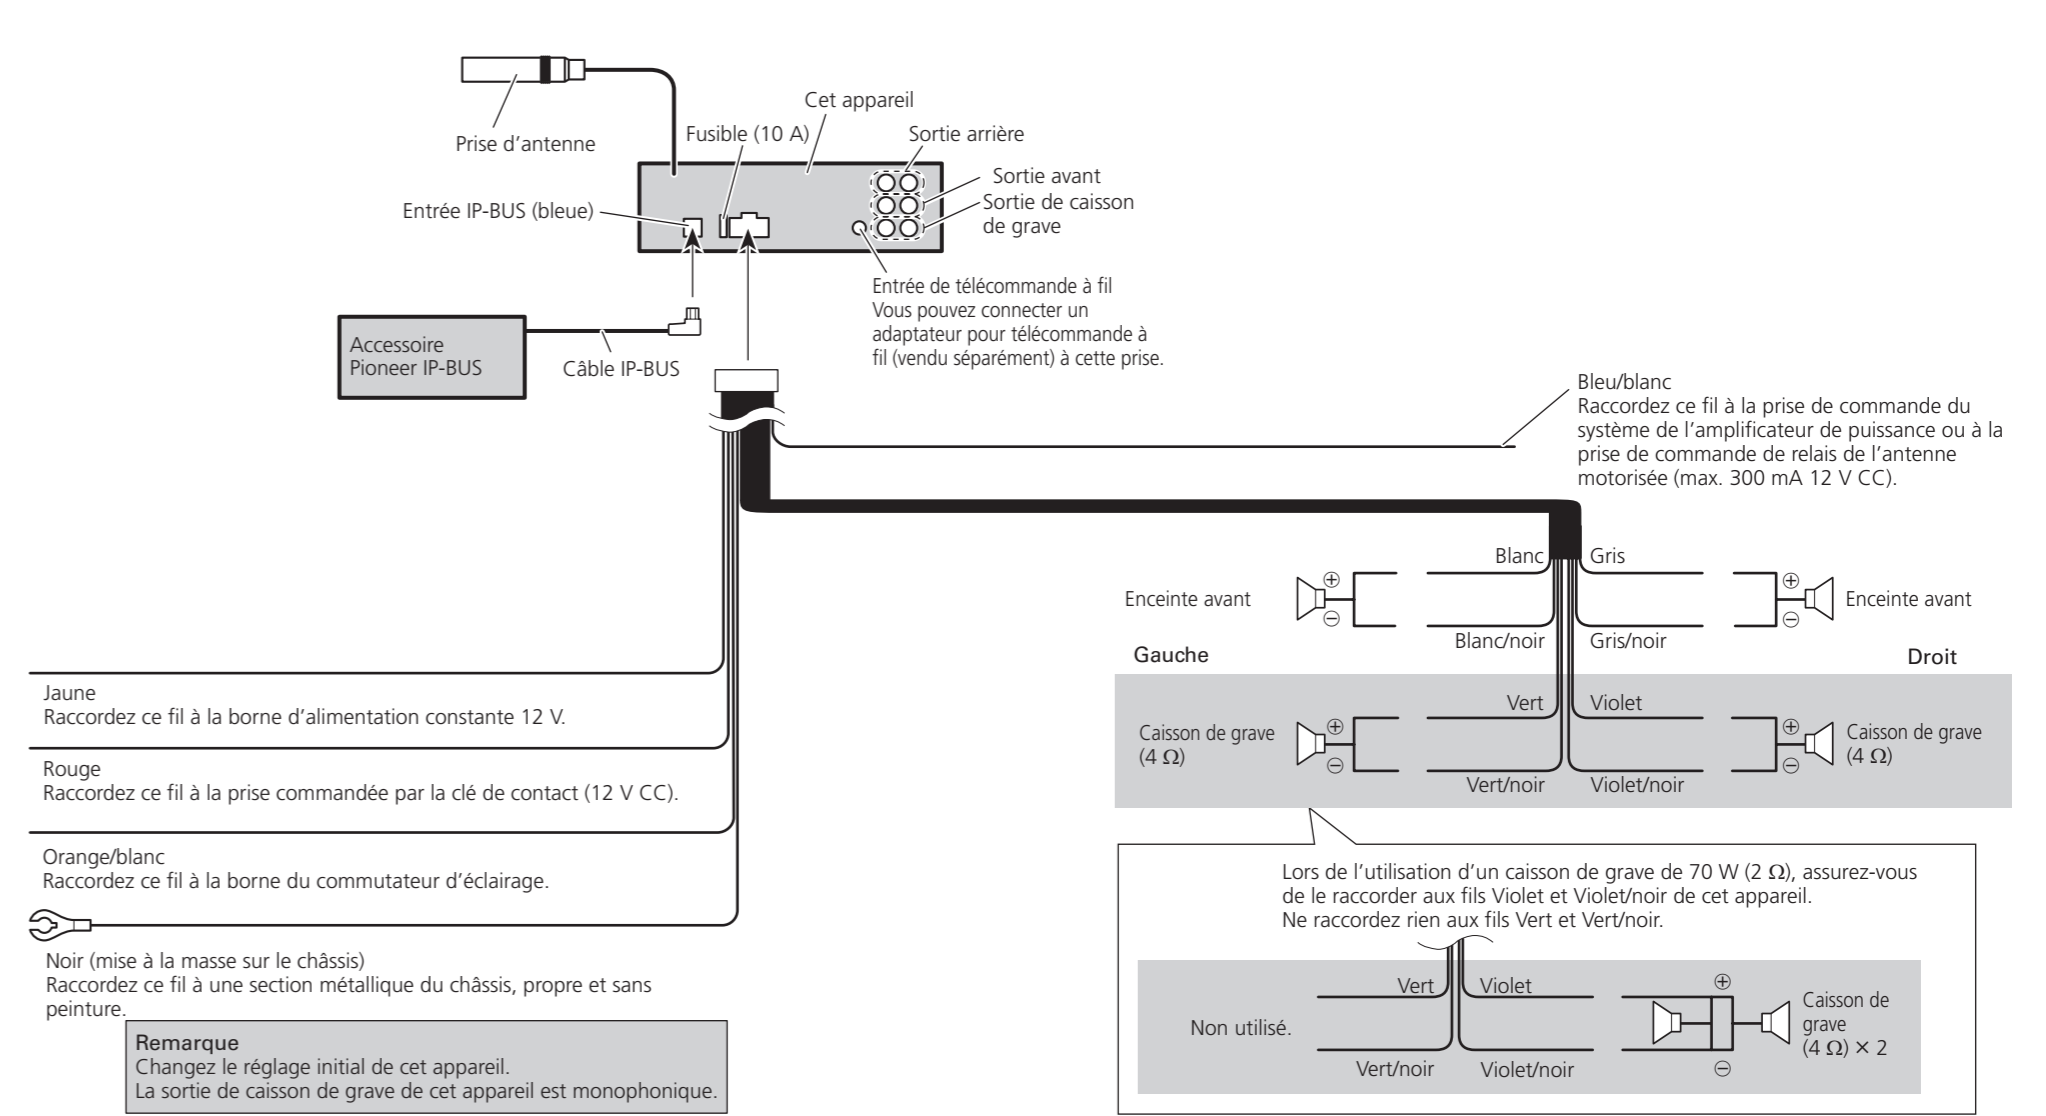 Cet appareil
Fusible (10 A)
Sortie arrière
Prise d'antenne
Sortie avant
Sortie de caisson
de grave
Entrée IP-BUS (bleue)
Entrée de télécommande à fil
Vous pouvez connecter un
adaptateur pour télécommande à
fil (vendu séparément) à cette prise.
Accessoire
Pioneer IP-BUS
Câble IP-BUS
Bleu/blanc
Raccordez ce fil à la prise de commande du
système de l'amplificateur de puissance ou à la
prise de commande de relais de l'antenne
motorisée (max. 300 mA 12 V CC).
Blanc
Gris
Enceinte avant
⊕
⊖
⊕
⊖
Enceinte avant
Blanc/noir
Gris/noir
Gauche
Droit
Jaune
Raccordez ce fil à la borne d'alimentation constante 12 V.
Vert
Violet
Caisson de grave
(4 Ω)
⊕
⊖
⊕
⊖
Caisson de grave
(4 Ω)
Vert/noir
Violet/noir
Rouge
Raccordez ce fil à la prise commandée par la clé de contact (12 V CC).
Orange/blanc
Raccordez ce fil à la borne du commutateur d'éclairage.
Lors de l'utilisation d'un caisson de grave de 70 W (2 Ω), assurez-vous
de le raccorder aux fils Violet et Violet/noir de cet appareil.
Ne raccordez rien aux fils Vert et Vert/noir.
Noir (mise à la masse sur le châssis)
Raccordez ce fil à une section métallique du châssis, propre et sans
peinture.
Vert
Violet
⊕
Non utilisé.
Caisson de
grave
(4 Ω) × 2
Vert/noir
Violet/noir
⊖
Remarque
Changez le réglage initial de cet appareil.
La sortie de caisson de grave de cet appareil est monophonique.